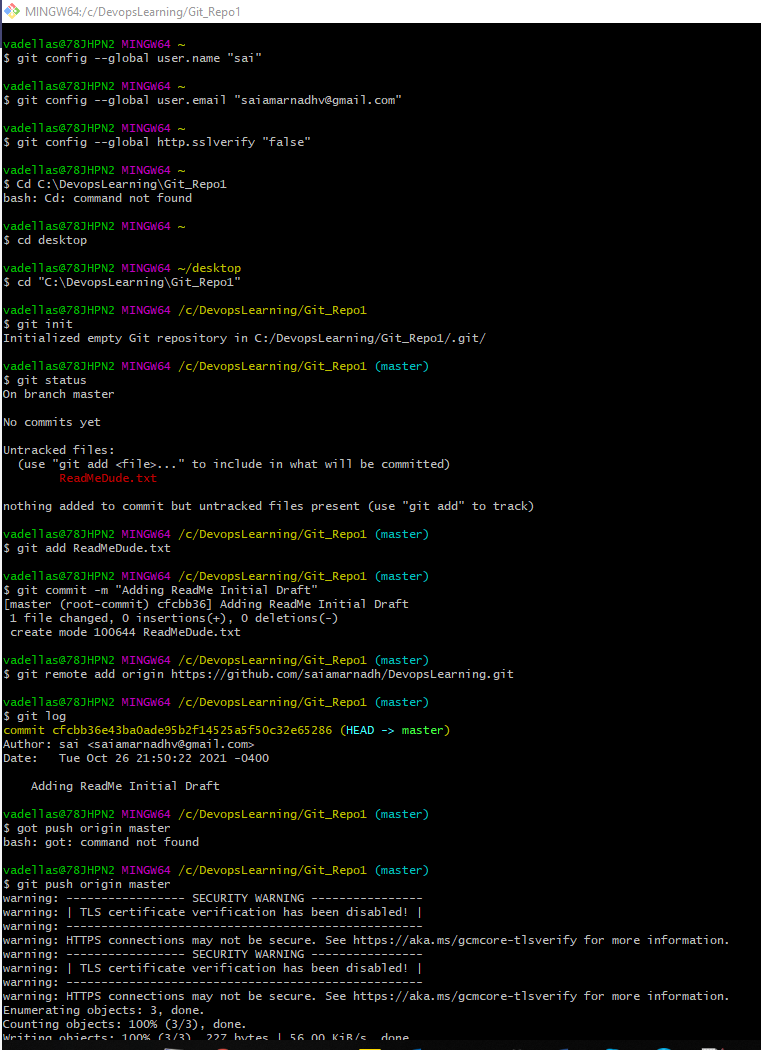 MINGW64:/c/DevopsLearning/Git_Repo1
vadellas@78JHPN2 MINGW64 ~
$ git config --global user.name "sai"
vadellas@78JHPN2 MINGW64 ~
$ git config --global user.email "saiamarnadhv@gmail.com"
vadellas@78JHPN2 MINGW64 ~
$ git config --global http.sslverify "false"
vadellas@78JHPN2 MINGW64 ~
$ Cd C:\DevopsLearning\Git_Repo1
bash: Cd: command not found
vadellas@78JHPN2 MINGW64 ~
$ cd desktop
vadellas@78JHPN2 MINGW64 ~/desktop
$ cd "C:\DevopsLearning\Git_Repo1"
vadellas@78JHPN2 MINGW64 /c/DevopsLearning/Git_Repo1
$ git init
Initialized empty Git repository in C:/DevopsLearning/Git_Repo1/.git/
vadellas@78JHPN2 MINGW64 /c/DevopsLearning/Git_Repo1 (master)
$ git status
On branch master
No commits yet
Untracked files:
(use "git add <file>..." to include in what will be committed)
ReadMeDude.txt
nothing added to commit but untracked files present (use "git add" to track)
vadellas@78JHPN2 MINGW64 /c/DevopsLearning/Git_Repo1 (master)
$ git add ReadMeDude.txt
vadellas@78JHPN2 MINGW64 /c/DevopsLearning/Git_Repo1 (master)
$ git commit -m "Adding ReadMe Initial Draft"
[master (root-commit) cfcbb36] Adding ReadMe Initial Draft
1 file changed, 0 insertions(+), 0 deletions(-)
create mode 100644 ReadMeDude.txt
vadellas@78JHPN2 MINGW64 /c/DevopsLearning/Git_Repo1 (master)
$ git remote add origin https://github.com/saiamarnadh/DevopsLearning.git
vadellas@78JHPN2 MINGW64 /c/DevopsLearning/Git_Repo1 (master)
$ git log
commit cfcbb36e43ba0ade95b2f14525a5f50c32e65286 (HEAD -> master)
Author: sai <saiamarnadhv@gmail.com>
Date:   Tue Oct 26 21:50:22 2021 -0400
Adding ReadMe Initial Draft
vadellas@78JHPN2 MINGW64 /c/DevopsLearning/Git_Repo1 (master)
$ got push origin master
bash: got: command not found
vadellas@78JHPN2 MINGW64 /c/DevopsLearning/Git_Repo1 (master)
$ git push origin master
warning: ----------------- SECURITY WARNING ----------------
warning: | TLS certificate verification has been disabled! |
warning: ---------------------------------------------------
warning: HTTPS connections may not be secure. See https://aka.ms/gcmcore-tlsverify for more information.
warning: ----------------- SECURITY WARNING ----------------
warning: | TLS certificate verification has been disabled! |
warning: ---------------------------------------------------
warning: HTTPS connections may not be secure. See https://aka.ms/gcmcore-tlsverify for more information.
Enumerating objects: 3, done.
Counting objects: 100% (3/3), done.
Writing objects: 100% (3/3), 227 bytes | 56.00 KiB/s, done.